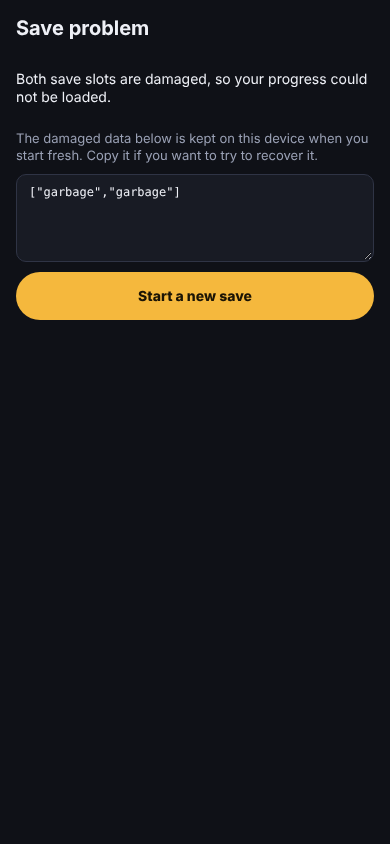 Save problem
Both save slots are damaged, so your progress could
not be loaded.
The damaged data below is kept on this device when you
start fresh. Copy it if you want to try to recover it.
["garbage","garbage"]
Start a new save